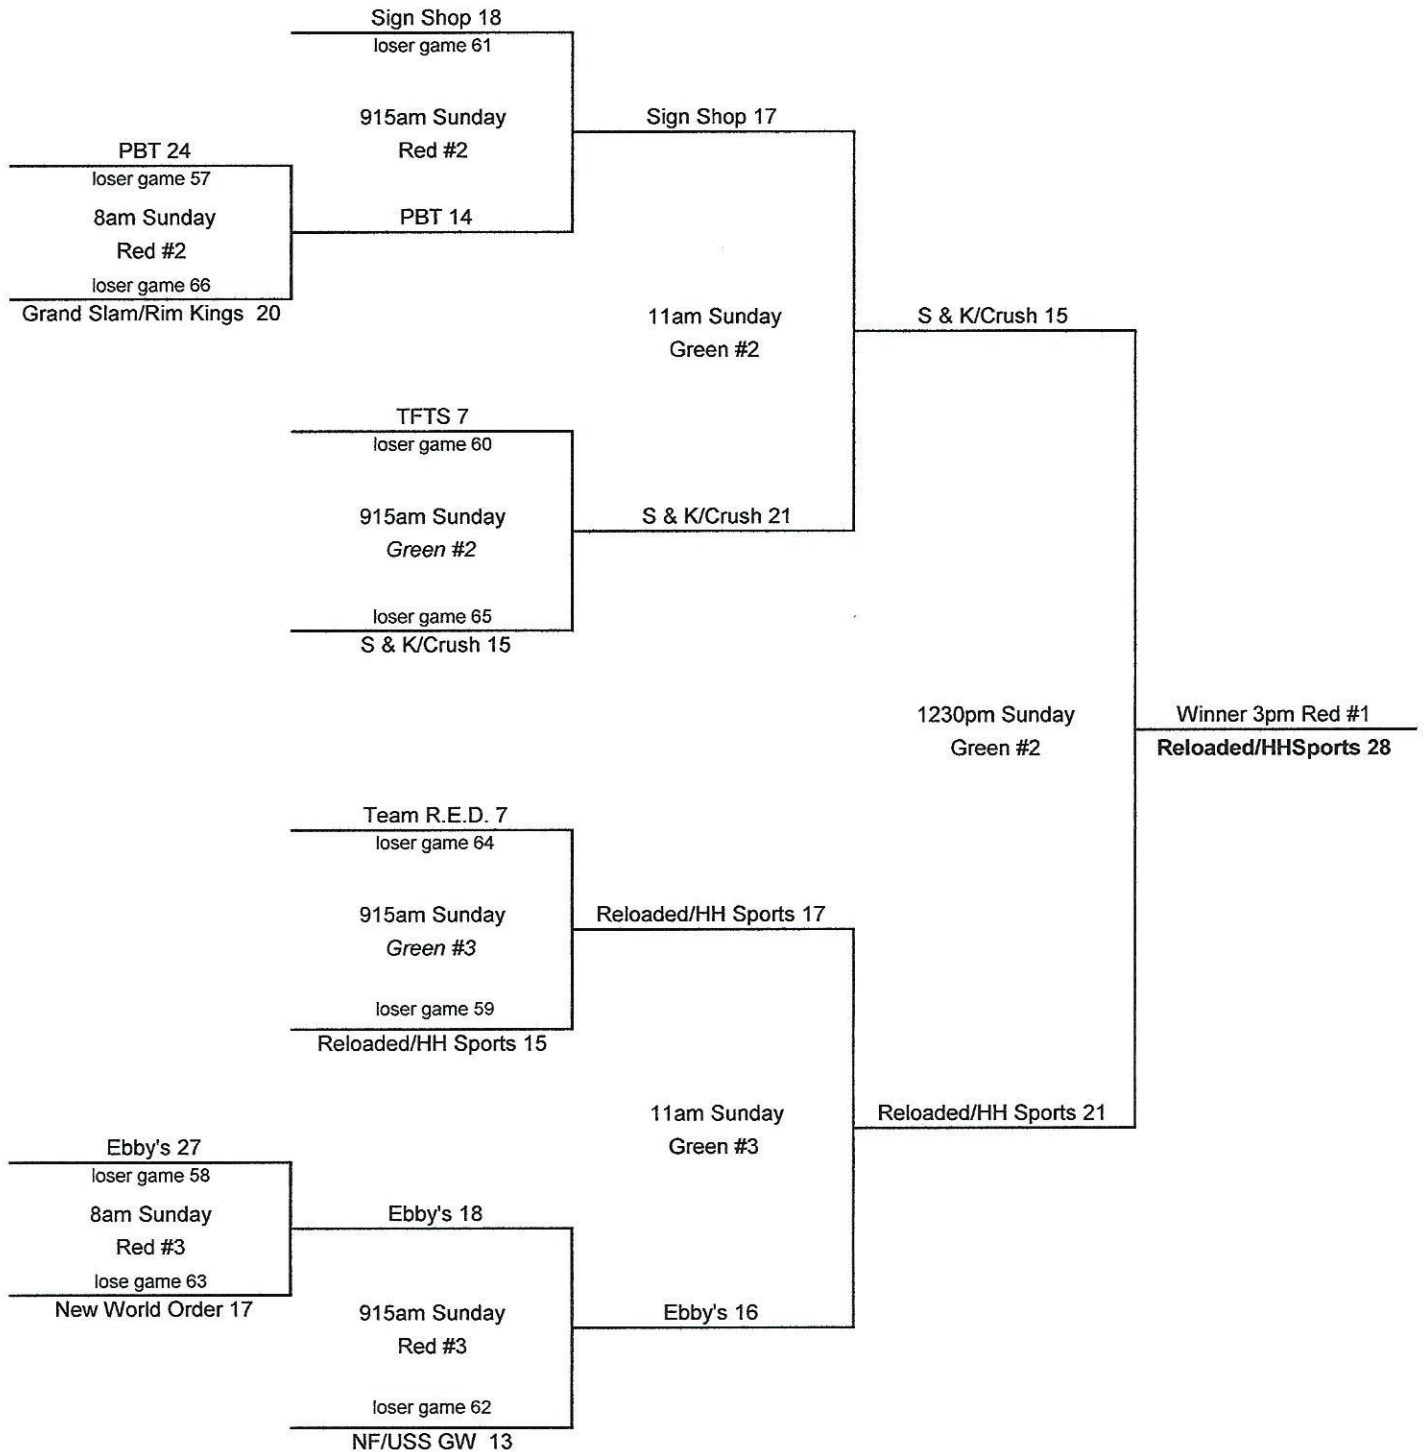 Sign Shop 18
loser game 61
915am Sunday
Red #2
Sign Shop 17
PBT 24
loser game 57
8am Sunday
Red #2
loser game 66
Grand Slam/Rim Kings 20
PBT 14
11am Sunday
Green #2
S & K/Crush 15
TFTS 7
loser game 60
915am Sunday
Green #2
loser game 65
S & K/Crush 15
S & K/Crush 21
1230pm Sunday
Green #2
Winner 3pm Red #1
Reloaded/HHSports 28
Team R.E.D. 7
loser game 64
915am Sunday
Green #3
loser game 59
Reloaded/HH Sports 15
Reloaded/HH Sports 17
11am Sunday
Green #3
Reloaded/HH Sports 21
Ebby's 27
loser game 58
8am Sunday
Red #3
lose game 63
New World Order 17
Ebby's 18
915am Sunday
Red #3
loser game 62
NF/USS GW 13
Ebby's 16